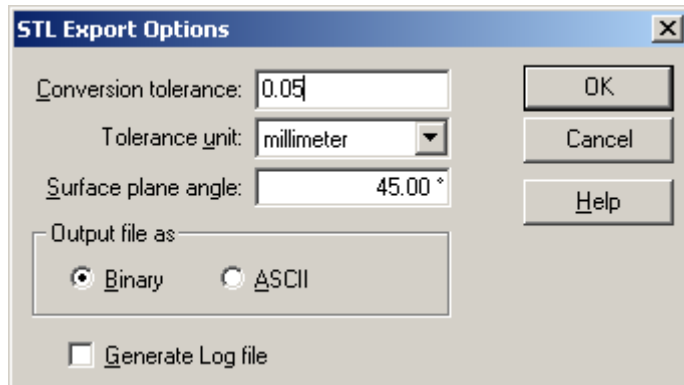 STL Export Options
Conversion tolerance: 0.05
OK
Tolerance unit: millimeter
Cancel
Surface plane angle: 45.00 °
Help
Output file as
Binary ASCII
Generate Log file